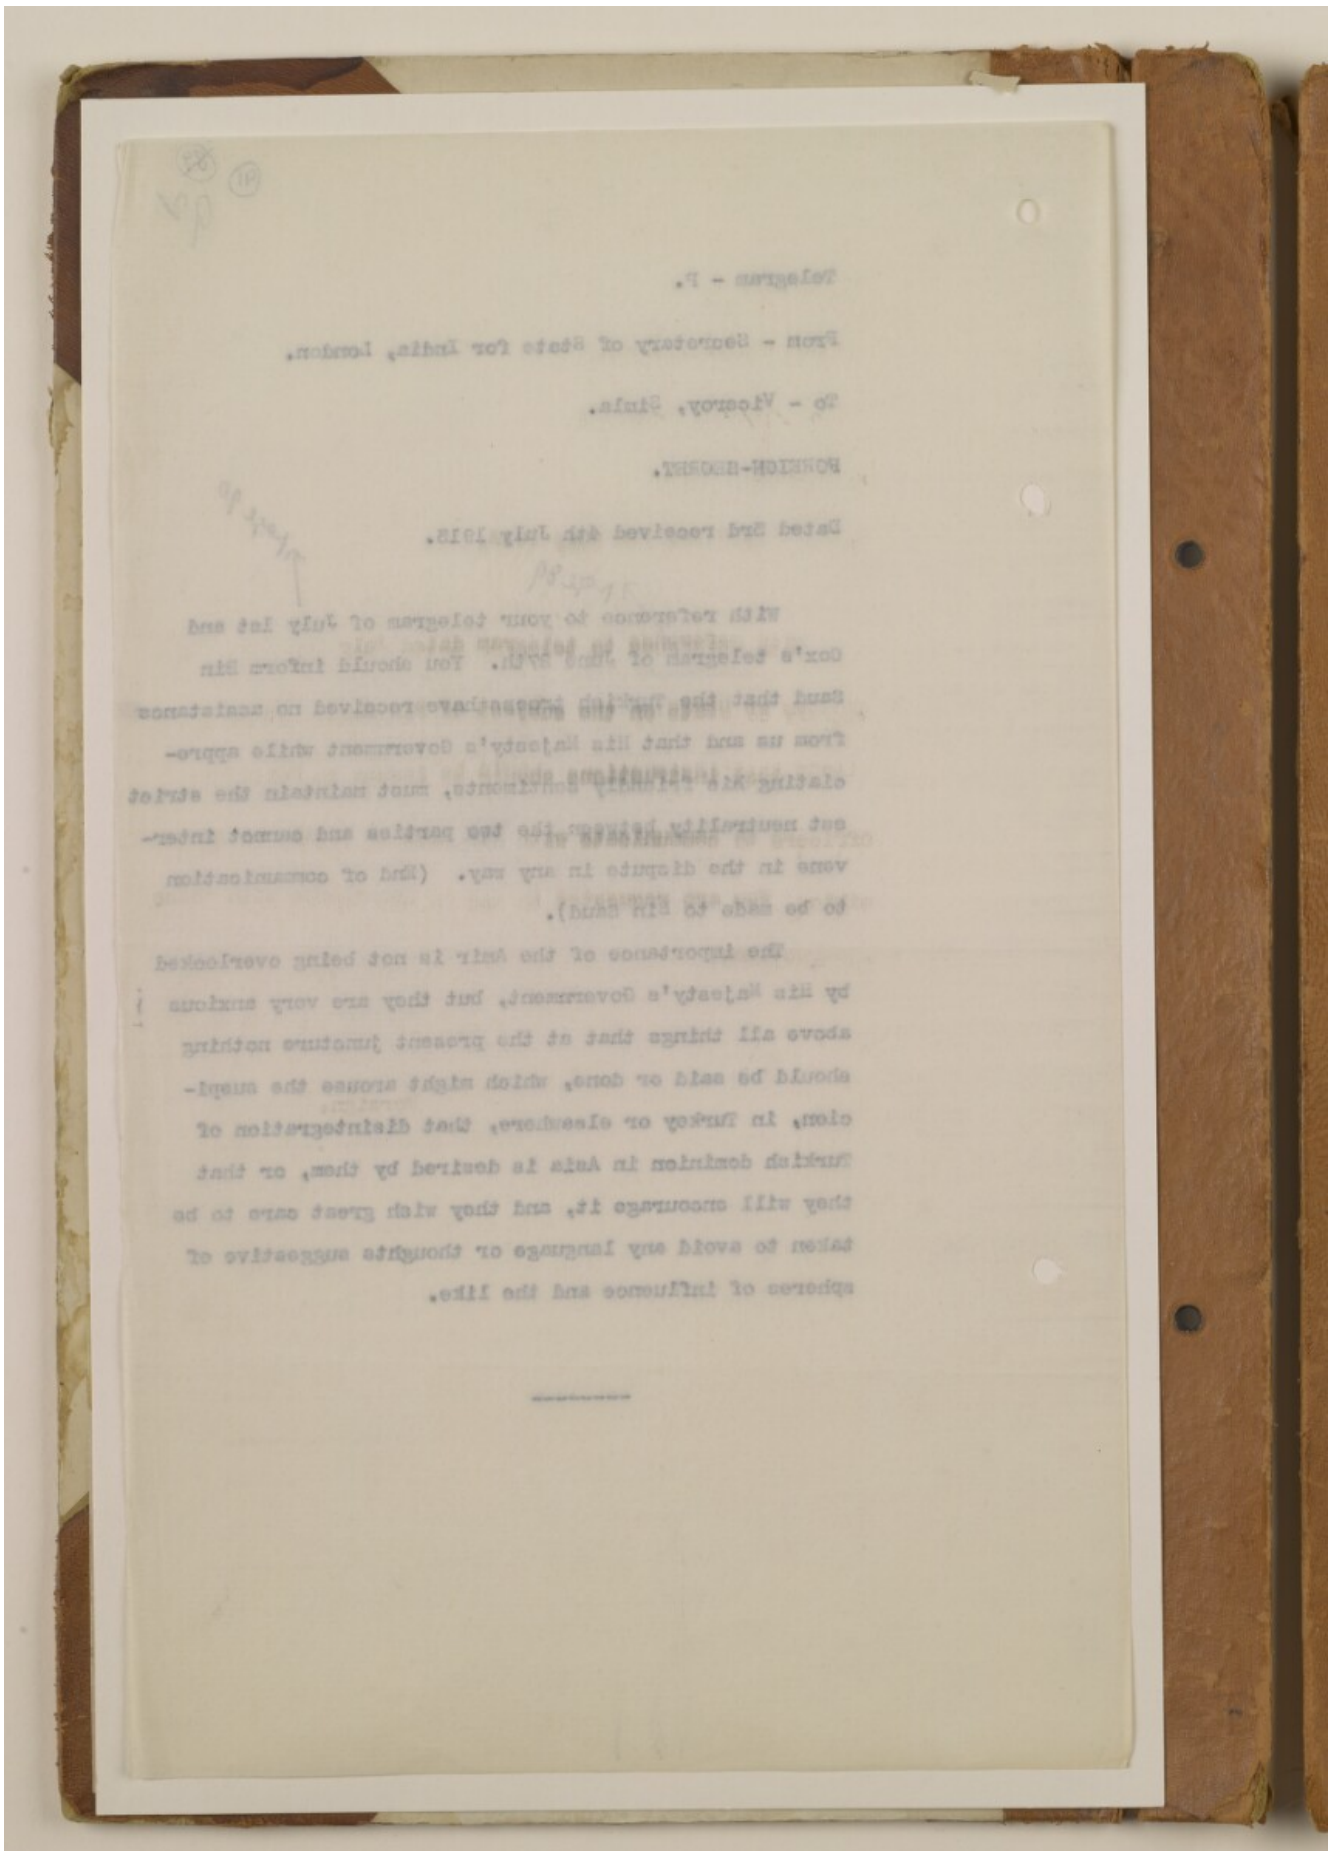 Telegram - P.
From - Secretary of State for India, London.
To - Viceroy, Simla.
FOREIGN-SECRET.
Dated 3rd received 4th July 1913.
With reference to your telegram of July 1st and
Cox's telegram of June 27th. You should inform Bin
Saud that the Turkish troops have received no assistance
from us and that His Majesty's Government while appre-
ciating his friendly sentiments, must maintain the strict
est neutrality between the two parties and cannot inter-
vene in the dispute in any way. (End of communication
to be made to Bin Saud).
The importance of the Amir is not being overlooked
by His Majesty's Government, but they are very anxious
above all things that at the present juncture nothing
should be said or done, which might arouse the suspi-
cion, in Turkey or elsewhere, that disintegration of
Turkish dominion in Asia is desired by them, or that
they will encourage it, and they wish great care to be
taken to avoid any language or thoughts suggestive of
spheres of influence and the like.